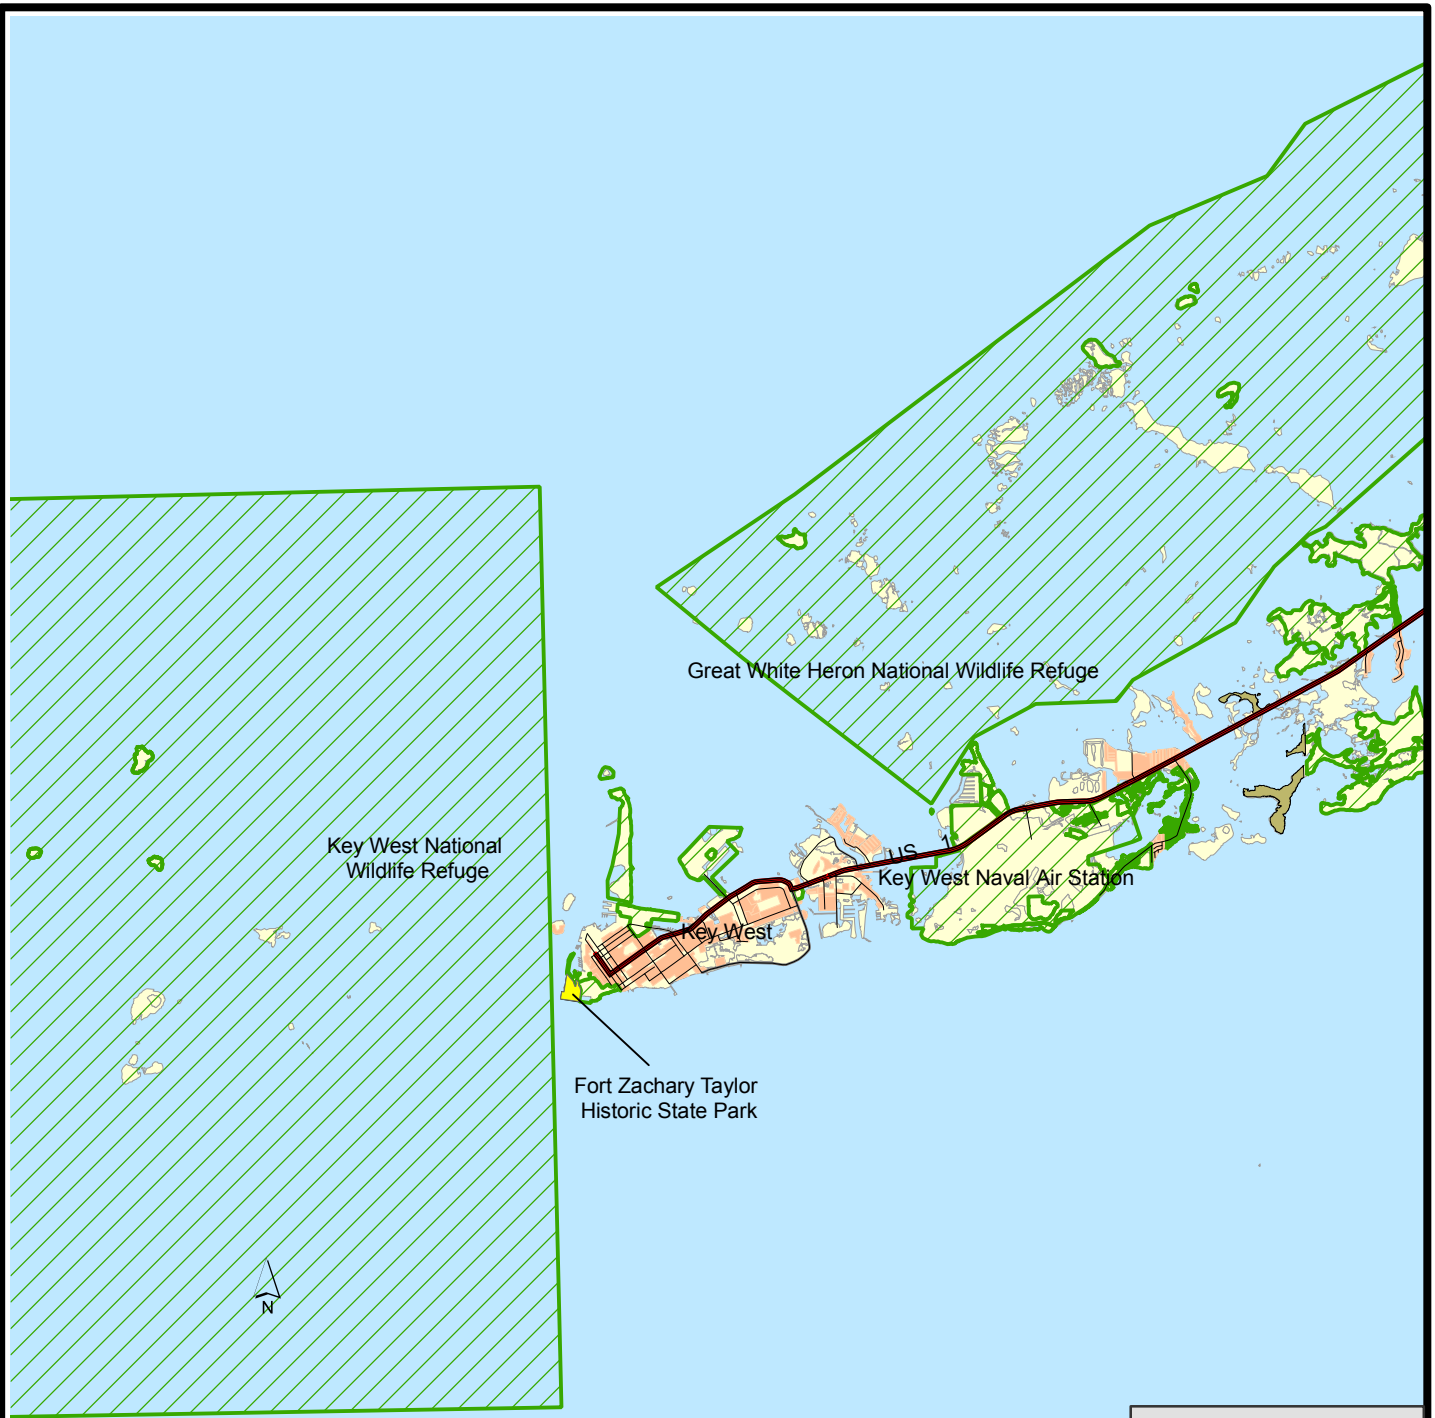 Great White Heron National Wildlife Refuge
Key West National
Wildlife Refuge
US 1
Key West Naval Air Station
Key West
Fort Zachary Taylor
Historic State Park
N